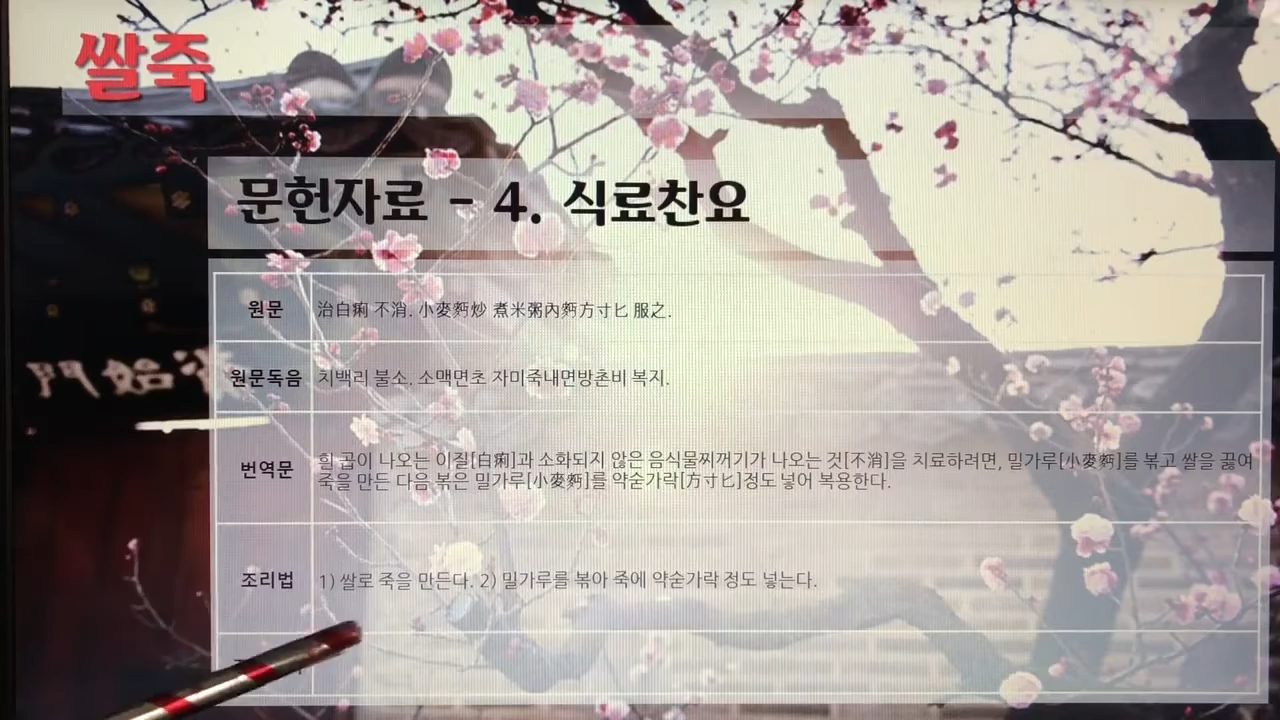 쌀죽
문헌자료 - 4. 식료찬요
원문 治白痢 不消. 小麥麪炒 煮米粥內麪方寸匕 服之.
원문독음 치백리 불소. 소맥면초 자미죽내면방촌비 복지.
번역문 흰 곱이 나오는 이질[白痢]과 소화되지 않은 음식물찌꺼기가 나오는 것[不消]을 치료하려면, 밀가루[小麥麪]를 볶고 쌀을 끓여
죽을 만든 다음 볶은 밀가루[小麥麪]를 약숟가락[方寸匕]정도 넣어 복용한다.
조리법 1) 쌀로 죽을 만든다. 2) 밀가루를 볶아 죽에 약숟가락 정도 넣는다.